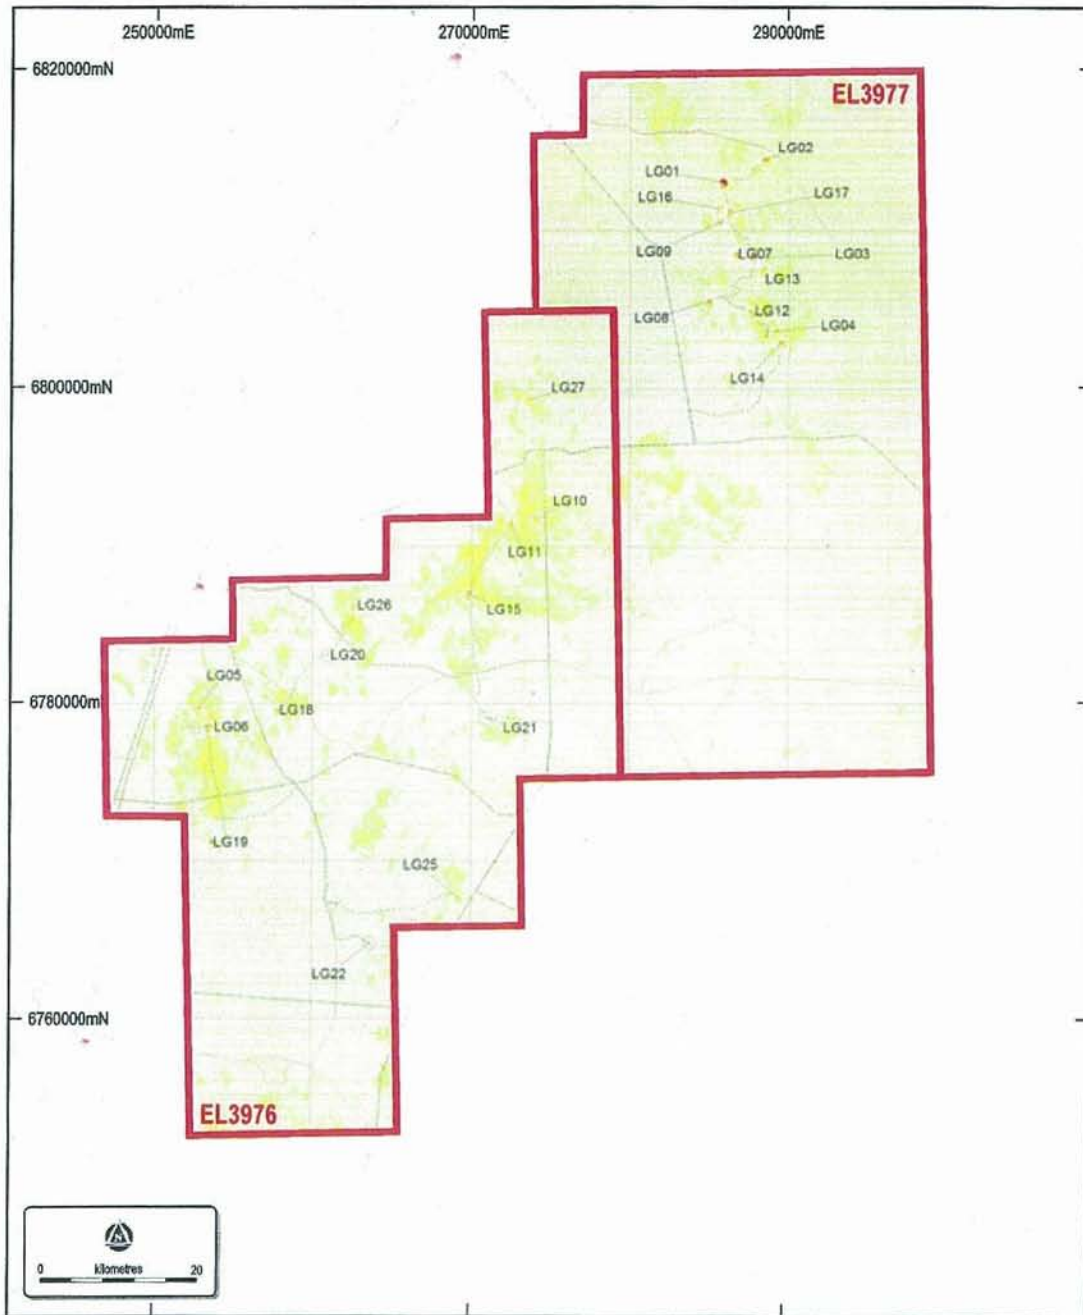 250000mE 270000mE 290000mE
6820000mN
EL3977
LG02
LG01
LG16 LG17
LG09 LG07 LG03
LG13
LG08 LG12 LG04
LG14
6800000mN LG27
LG10
LG11
LG26 LG15
LG20
LG05
6780000m
LG18
LG06 LG21
LG19
LG25
LG22
6760000mN
EL3976
N
0 kilometres 20